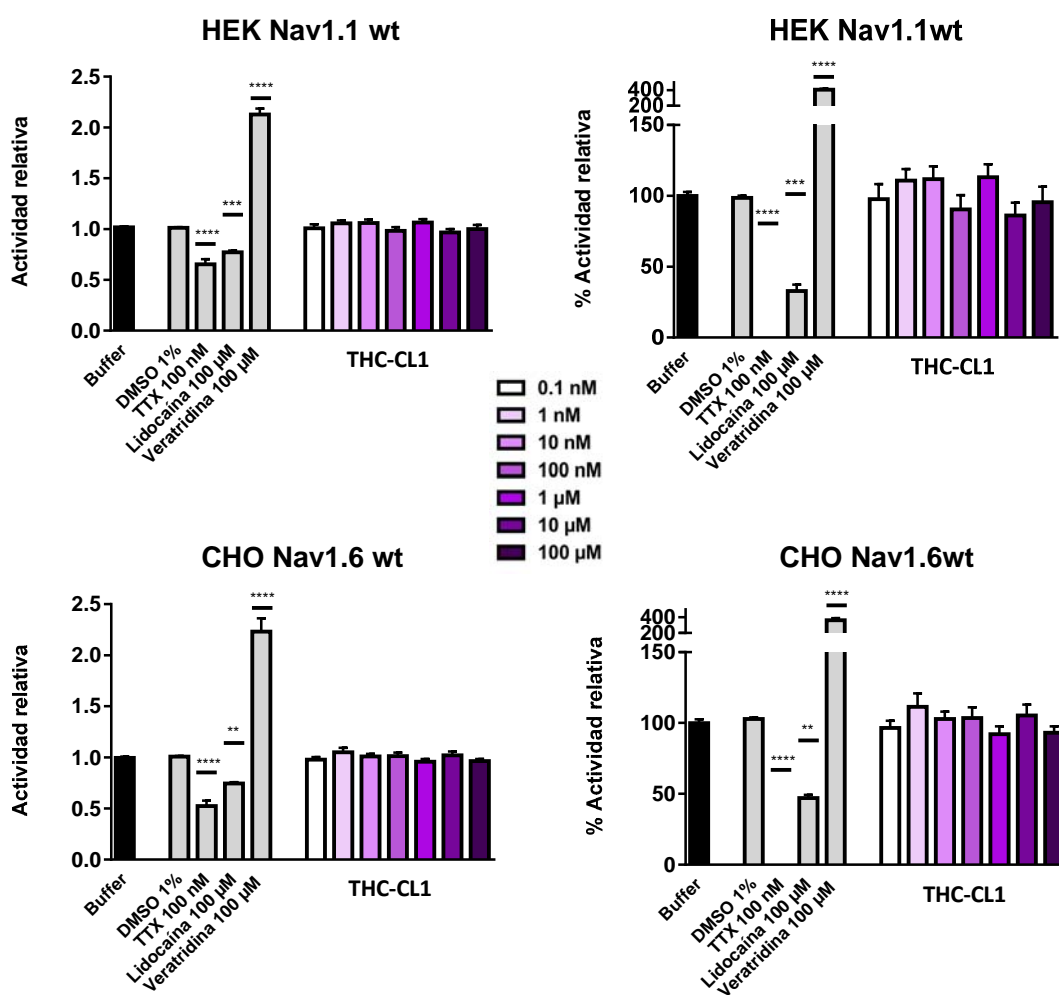 HEK Nav1.1 wt
Actividad relativa
2.5
2.0
1.5
1.0
0.5
0.0
****
***
****
Buffer
DMSO 1%
TTX 100 nM
Lidocaína 100 µM
Veratridina 100 µM
THC-CL1
HEK Nav1.1wt
% Actividad relativa
400
200
150
100
50
0
****
***
****
Buffer
DMSO 1%
TTX 100 nM
Lidocaína 100 µM
Veratridina 100 µM
THC-CL1
0.1 nM
1 nM
10 nM
100 nM
1 µM
10 µM
100 µM
CHO Nav1.6 wt
Actividad relativa
2.5
2.0
1.5
1.0
0.5
0.0
****
**
****
Buffer
DMSO 1%
TTX 100 nM
Lidocaína 100 µM
Veratridina 100 µM
THC-CL1
CHO Nav1.6wt
% Actividad relativa
400
200
150
100
50
0
****
**
****
Buffer
DMSO 1%
TTX 100 nM
Lidocaína 100 µM
Veratridina 100 µM
THC-CL1